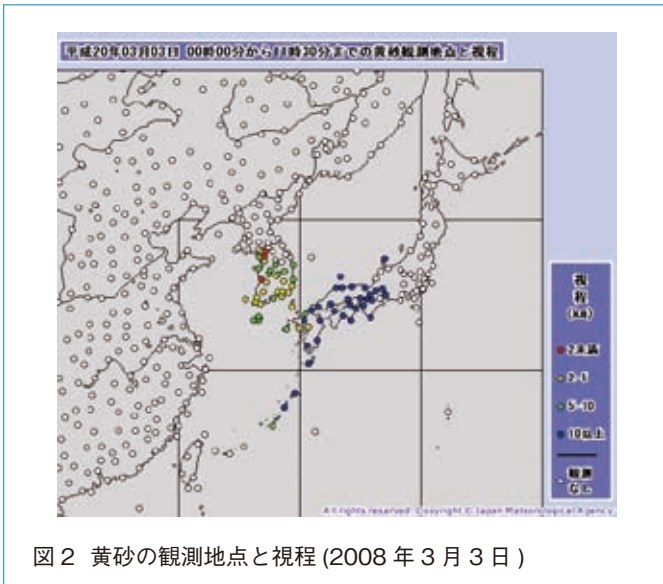 平成20年03月03日 00時00分から11時30分までの黄砂観測地点と視程
視
程
(Km)
2未満
2-5
5-10
10以上
観測
なし
All rights reserved. Copyright © Japan Meteorological Agency
図2 黄砂の観測地点と視程 (2008年3月3日)